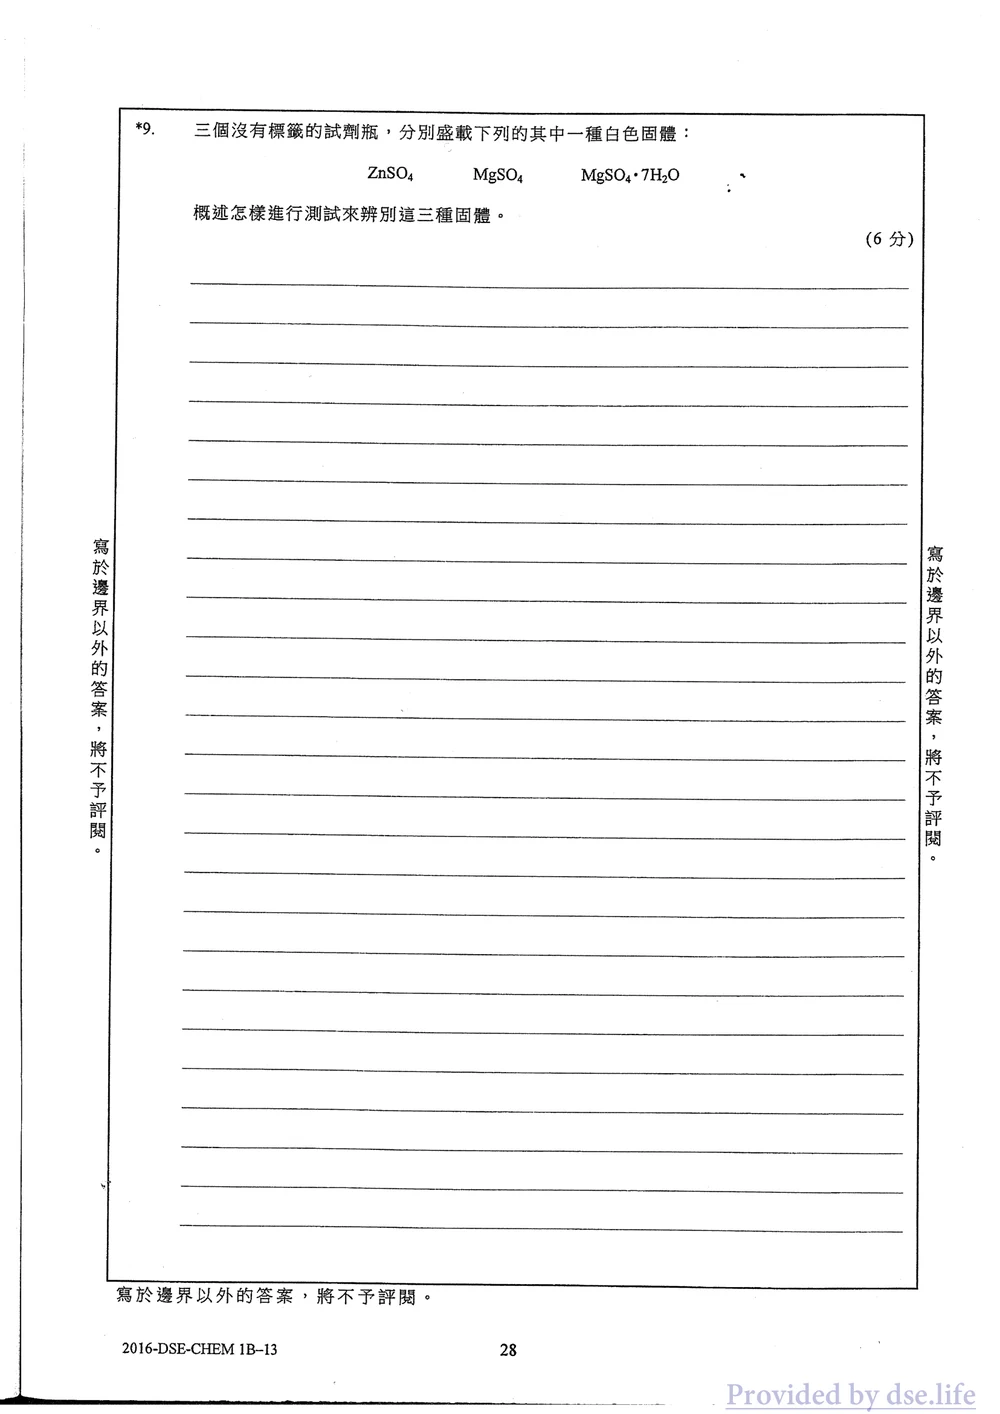 *9. 三個沒有標籤的試劑瓶，分別盛載下列的其中一種白色固體：
ZnSO₄ MgSO₄ MgSO₄•7H₂O
概述怎樣進行測試來辨別這三種固體。
(6 分)
寫於邊界以外的答案，將不予評閱。
寫於邊界以外的答案，將不予評閱。
寫於邊界以外的答案，將不予評閱。
2016-DSE-CHEM 1B–13
28
Provided by dse.life